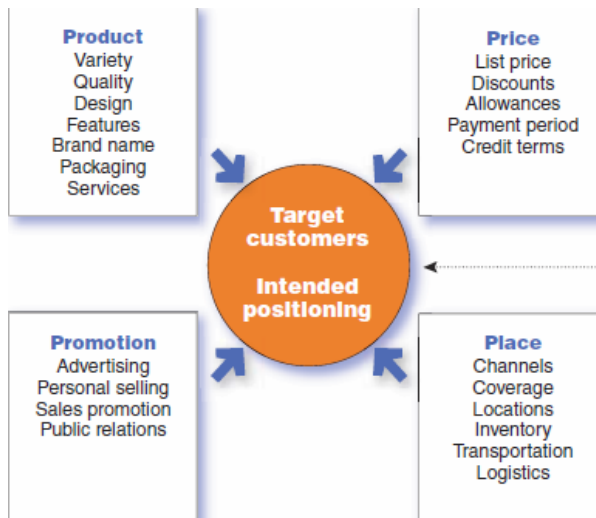 Product
Variety
Quality
Design
Features
Brand name
Packaging
Services
Price
List price
Discounts
Allowances
Payment period
Credit terms
Target
customers
Intended
positioning
Promotion
Advertising
Personal selling
Sales promotion
Public relations
Place
Channels
Coverage
Locations
Inventory
Transportation
Logistics